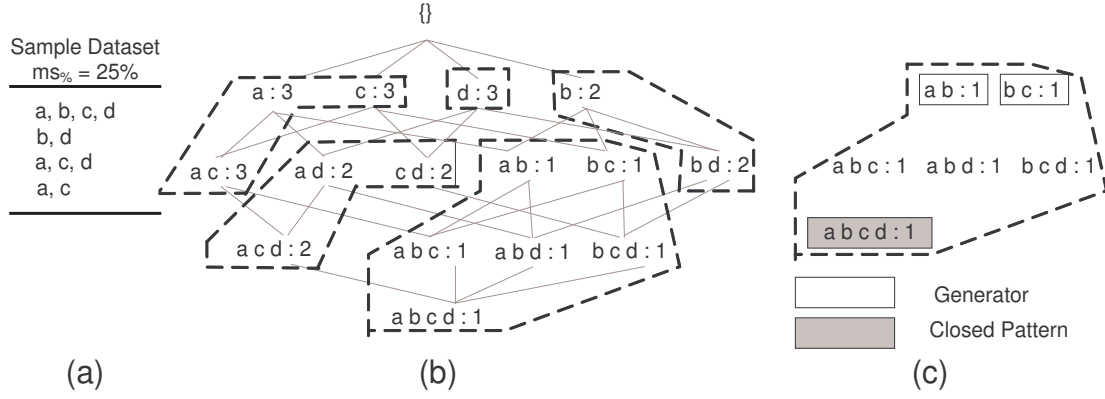 {}
Sample Dataset
ms% = 25%
a, b, c, d
b, d
a, c, d
a, c
a : 3 c : 3 d : 3 b : 2
a c : 3 a d : 2 c d : 2 a b : 1 b c : 1 b d : 2
a c d : 2 a b c : 1 a b d : 1 b c d : 1
a b c d : 1
a b : 1 b c : 1
a b c : 1 a b d : 1 b c d : 1
a b c d : 1
Generator
Closed Pattern
(a) (b) (c)